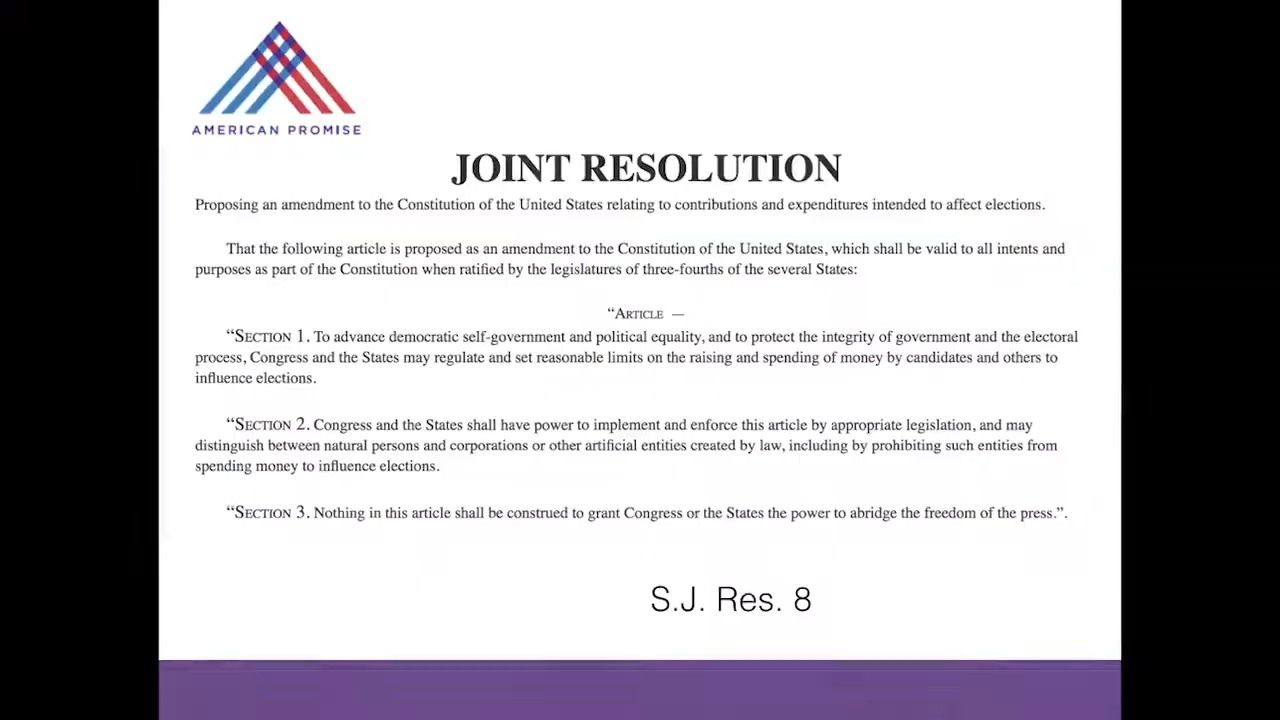 AMERICAN PROMISE
JOINT RESOLUTION
Proposing an amendment to the Constitution of the United States relating to contributions and expenditures intended to affect elections.
That the following article is proposed as an amendment to the Constitution of the United States, which shall be valid to all intents and
purposes as part of the Constitution when ratified by the legislatures of three-fourths of the several States:
“ARTICLE —
“SECTION 1. To advance democratic self-government and political equality, and to protect the integrity of government and the electoral
process, Congress and the States may regulate and set reasonable limits on the raising and spending of money by candidates and others to
influence elections.
“SECTION 2. Congress and the States shall have power to implement and enforce this article by appropriate legislation, and may
distinguish between natural persons and corporations or other artificial entities created by law, including by prohibiting such entities from
spending money to influence elections.
“SECTION 3. Nothing in this article shall be construed to grant Congress or the States the power to abridge the freedom of the press.”.
S.J. Res. 8